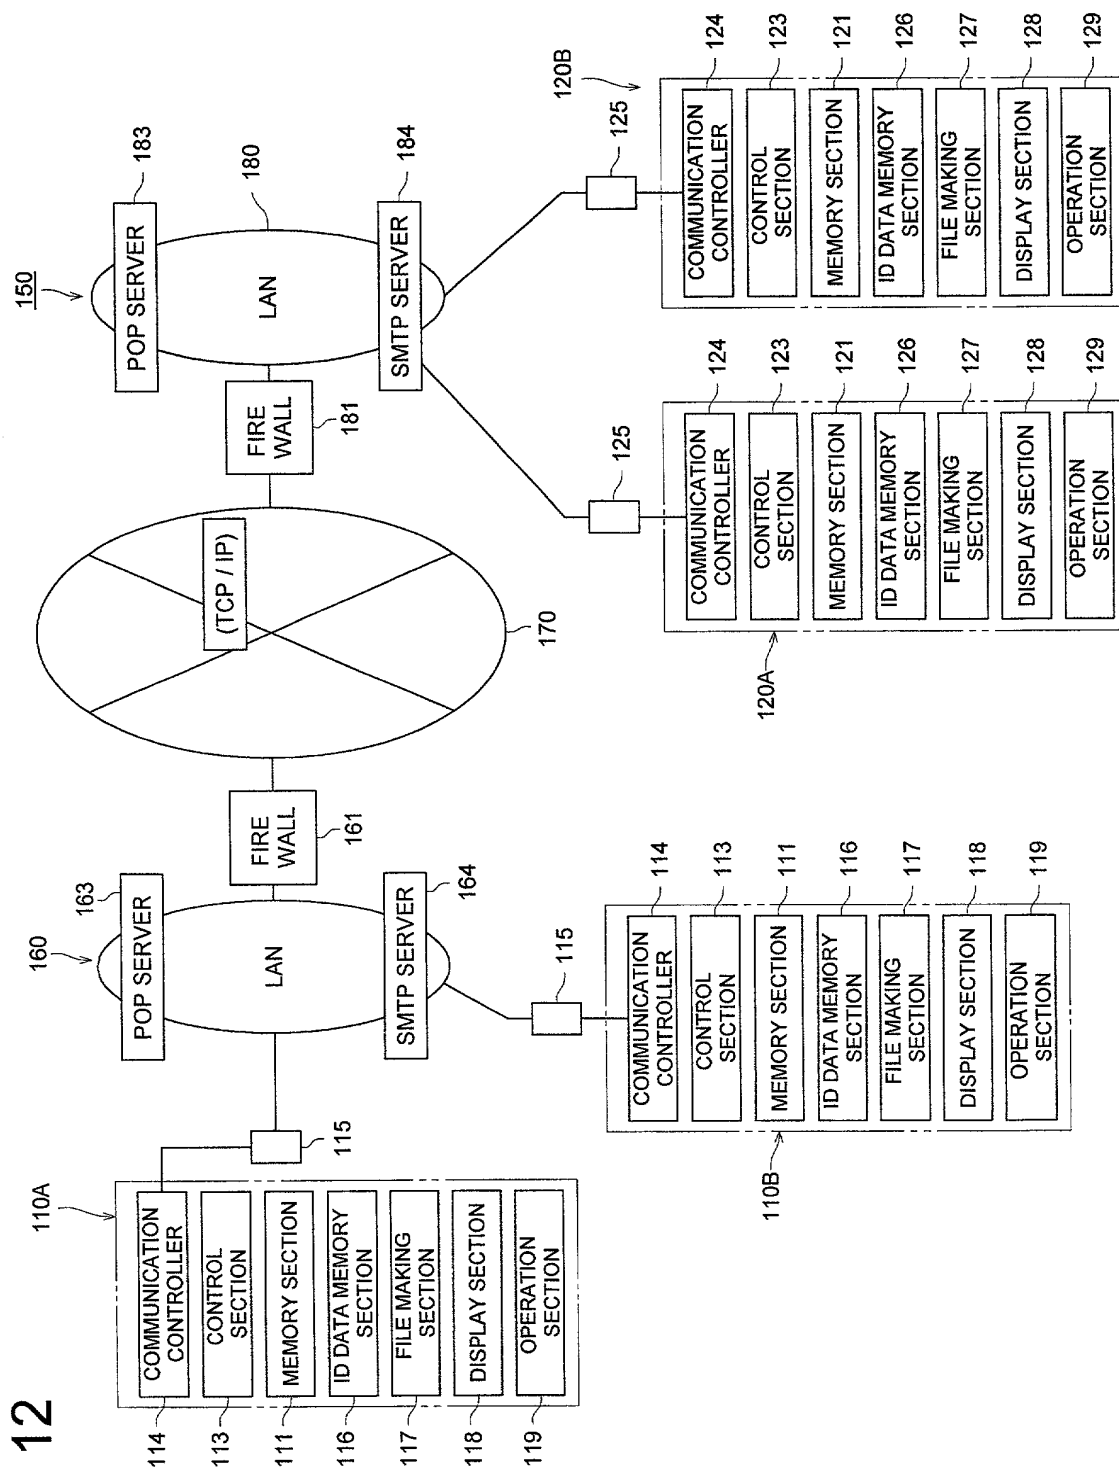 12
150
160
POP SERVER
163
LAN
SMTP SERVER
164
FIRE
WALL
161
(TCP / IP)
170
FIRE
WALL
181
POP SERVER
183
LAN
180
SMTP SERVER
184
110A
115
COMMUNICATION
CONTROLLER
114
CONTROL
SECTION
113
MEMORY SECTION
111
ID DATA MEMORY
SECTION
116
FILE MAKING
SECTION
117
DISPLAY SECTION
118
OPERATION
SECTION
119
110B
115
COMMUNICATION
CONTROLLER
114
CONTROL
SECTION
113
MEMORY SECTION
111
ID DATA MEMORY
SECTION
116
FILE MAKING
SECTION
117
DISPLAY SECTION
118
OPERATION
SECTION
119
120A
125
COMMUNICATION
CONTROLLER
124
CONTROL
SECTION
123
MEMORY SECTION
121
ID DATA MEMORY
SECTION
126
FILE MAKING
SECTION
127
DISPLAY SECTION
128
OPERATION
SECTION
129
120B
125
COMMUNICATION
CONTROLLER
124
CONTROL
SECTION
123
MEMORY SECTION
121
ID DATA MEMORY
SECTION
126
FILE MAKING
SECTION
127
DISPLAY SECTION
128
OPERATION
SECTION
129